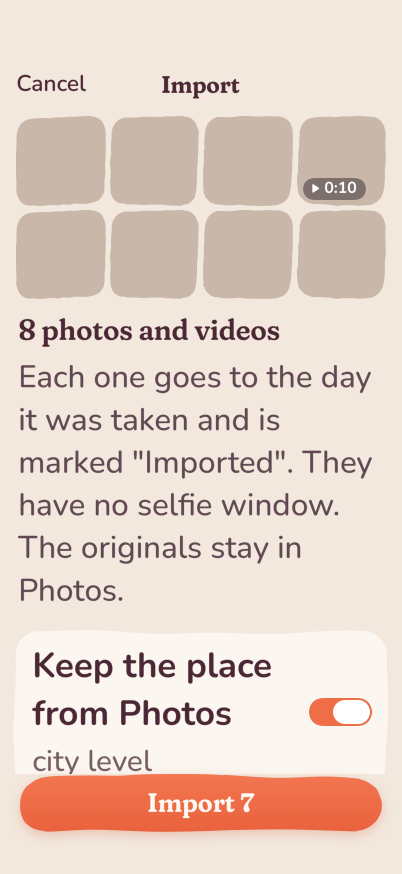 Cancel
Import
0:10
8 photos and videos
Each one goes to the day
it was taken and is
marked "Imported". They
have no selfie window.
The originals stay in
Photos.
Keep the place
from Photos
city level
Import 7